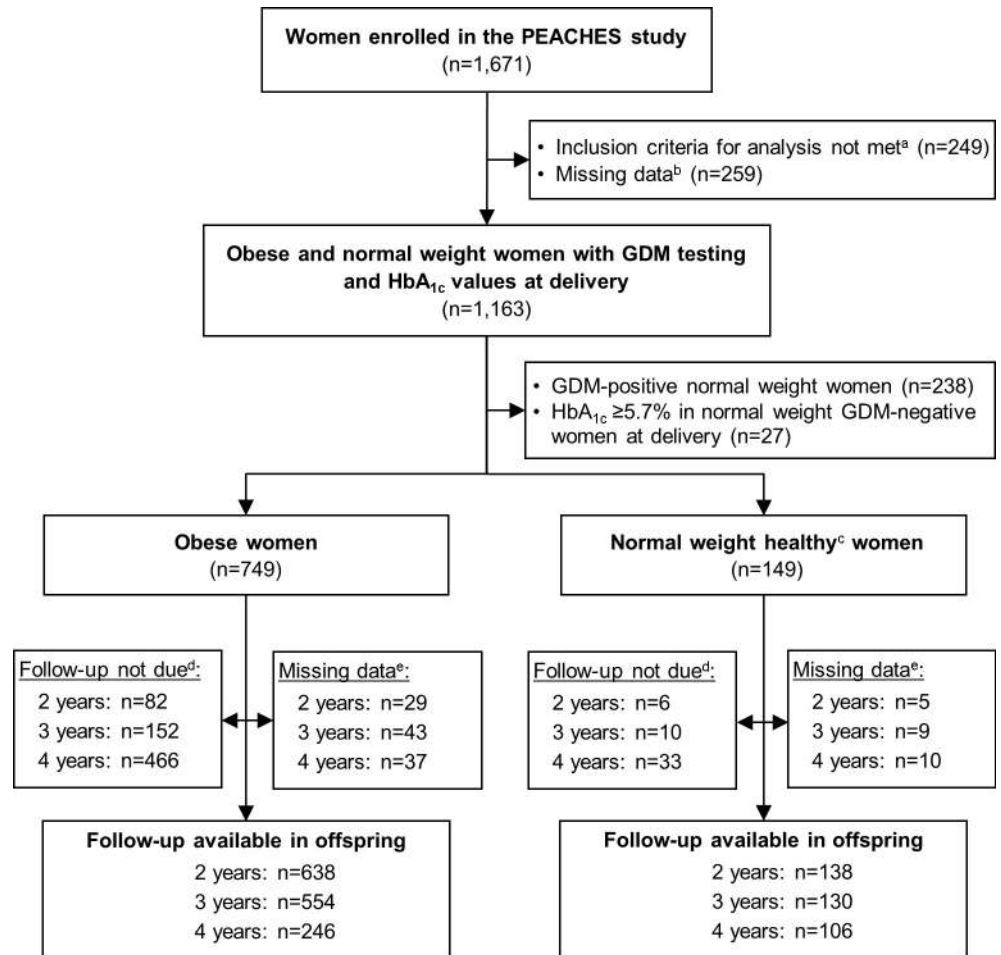 Women enrolled in the PEACHES study
(n=1,671)
• Inclusion criteria for analysis not metᵃ (n=249)
• Missing dataᵇ (n=259)
Obese and normal weight women with GDM testing
and HbA₁c values at delivery
(n=1,163)
• GDM-positive normal weight women (n=238)
• HbA₁c ≥5.7% in normal weight GDM-negative
women at delivery (n=27)
Obese women
(n=749)
Normal weight healthyᶜ women
(n=149)
Follow-up not dueᵈ:
2 years: n=82
3 years: n=152
4 years: n=466
Missing dataᵉ:
2 years: n=29
3 years: n=43
4 years: n=37
Follow-up not dueᵈ:
2 years: n=6
3 years: n=10
4 years: n=33
Missing dataᵉ:
2 years: n=5
3 years: n=9
4 years: n=10
Follow-up available in offspring
2 years: n=638
3 years: n=554
4 years: n=246
Follow-up available in offspring
2 years: n=138
3 years: n=130
4 years: n=106